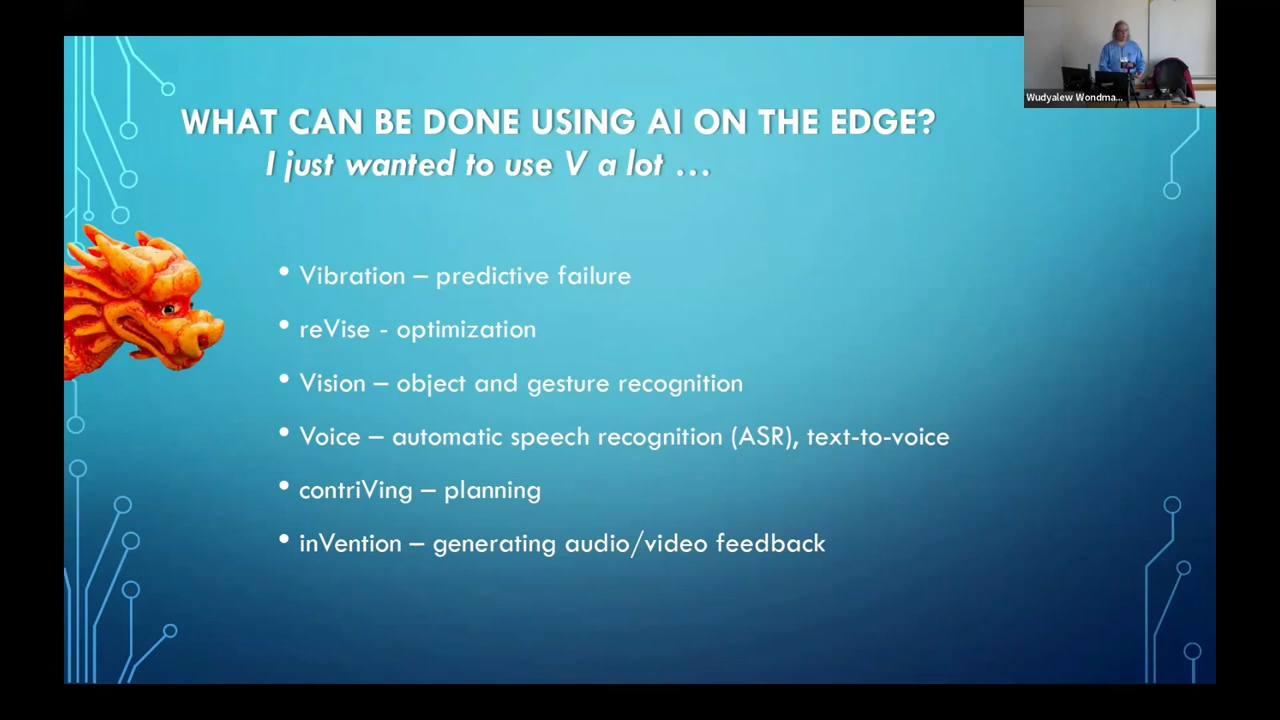 WHAT CAN BE DONE USING AI ON THE EDGE?
I just wanted to use V a lot …
• Vibration – predictive failure
• reVise - optimization
• Vision – object and gesture recognition
• Voice – automatic speech recognition (ASR), text-to-voice
• contriVing – planning
• inVention – generating audio/video feedback
Wudyalew Wondma...